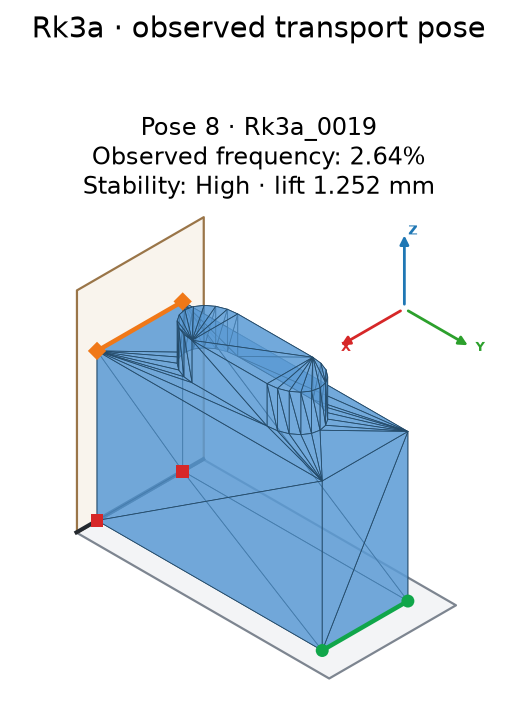 Rk3a · observed transport pose
Pose 8 · Rk3a_0019
Observed frequency: 2.64%
Stability: High · lift 1.252 mm
Z
X
Y